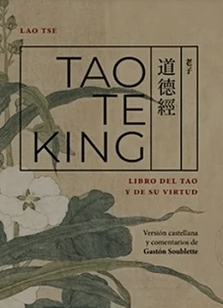 LAO TSE
老子
道德經
TAO
TE
KING
LIBRO DEL TAO
Y DE SU VIRTUD
Versión castellana
y comentarios de
Gastón Soublette